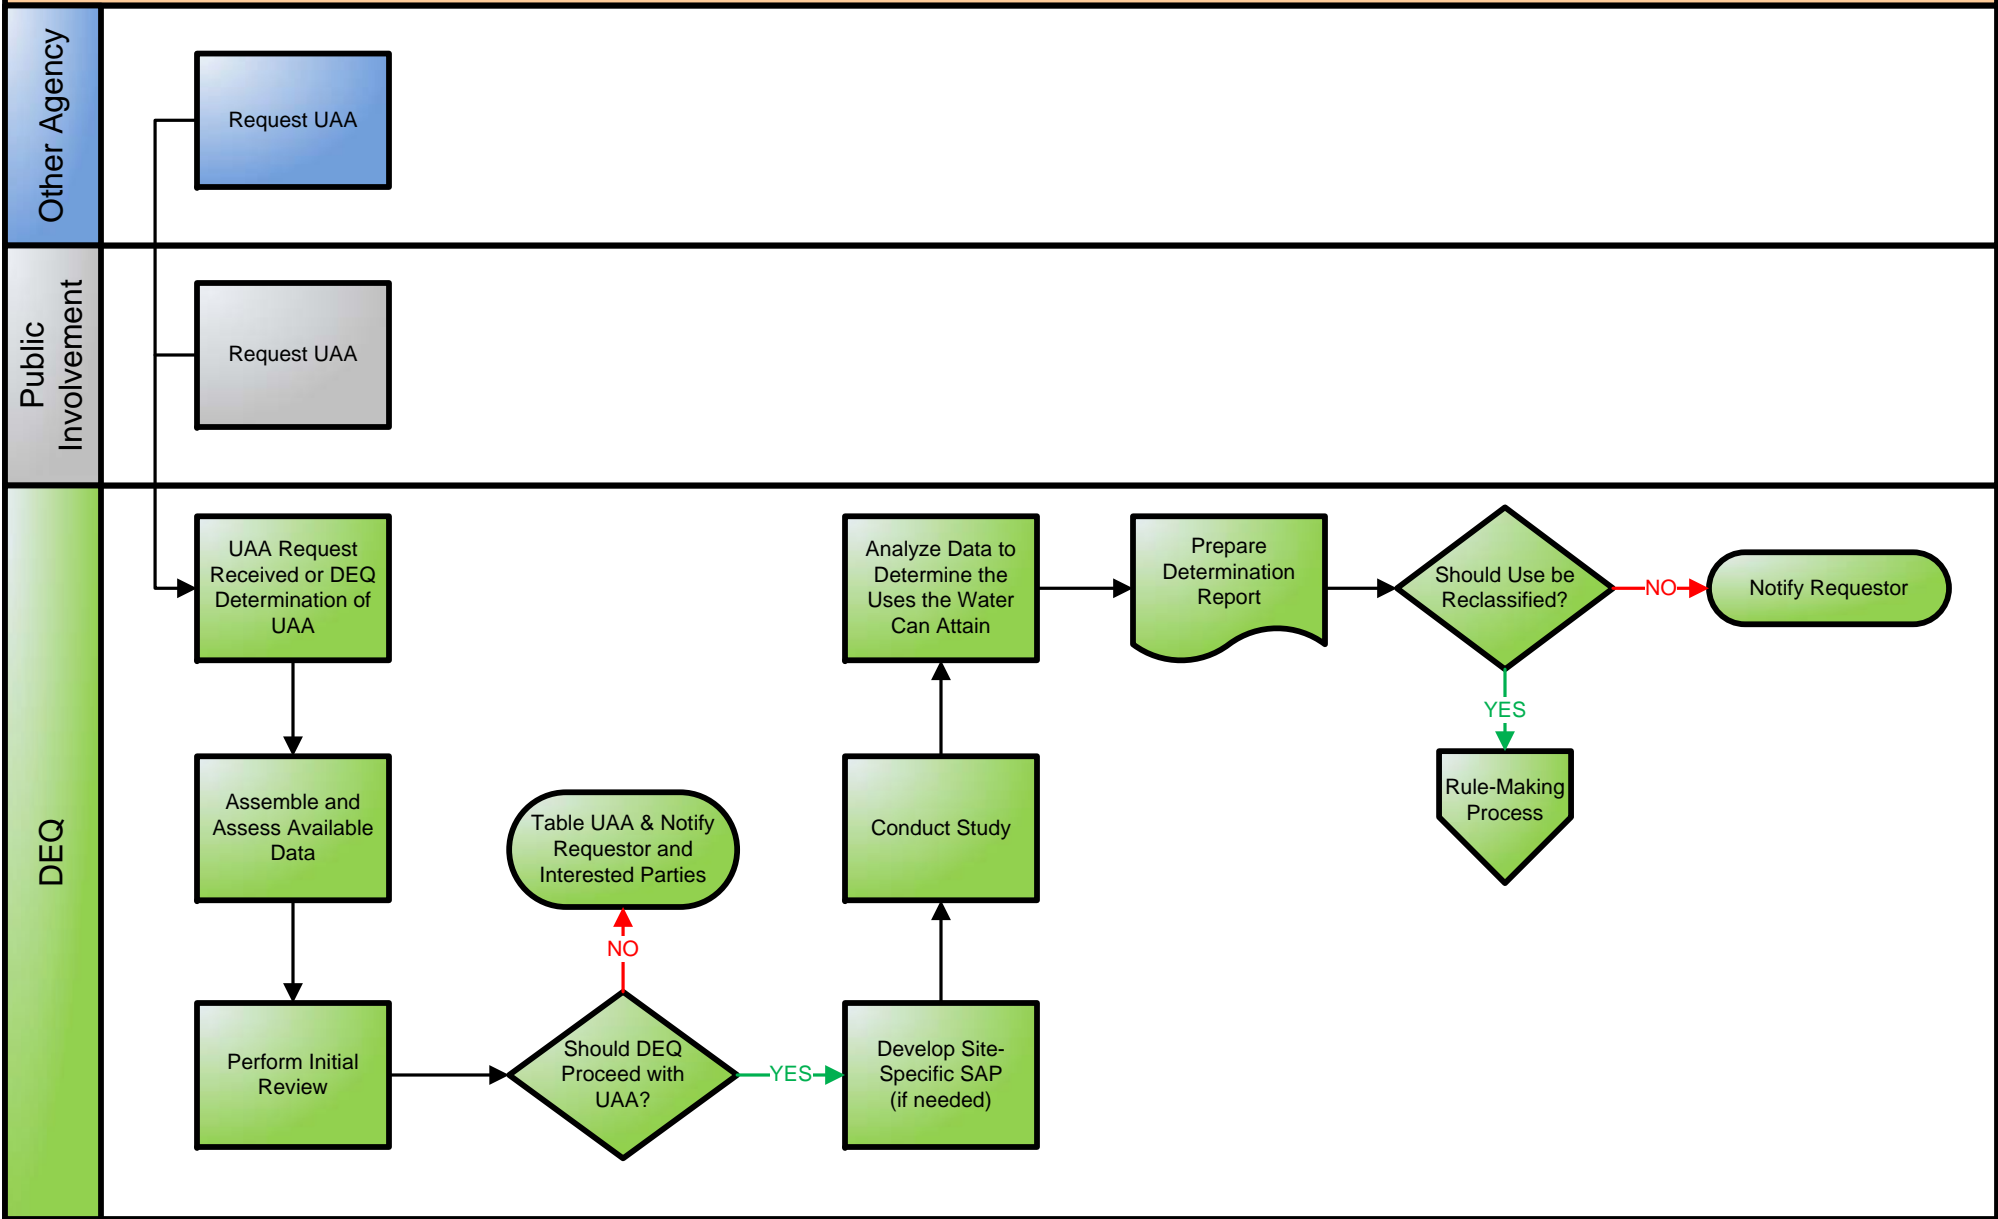 Other Agency
Request UAA
Public
Involvement
Request UAA
DEQ
UAA Request
Received or DEQ
Determination of
UAA
Assemble and
Assess Available
Data
Perform Initial
Review
Should DEQ
Proceed with
UAA?
NO
Table UAA & Notify
Requestor and
Interested Parties
YES
Develop Site-
Specific SAP
(if needed)
Conduct Study
Analyze Data to
Determine the
Uses the Water
Can Attain
Prepare
Determination
Report
Should Use be
Reclassified?
NO
Notify Requestor
YES
Rule-Making
Process